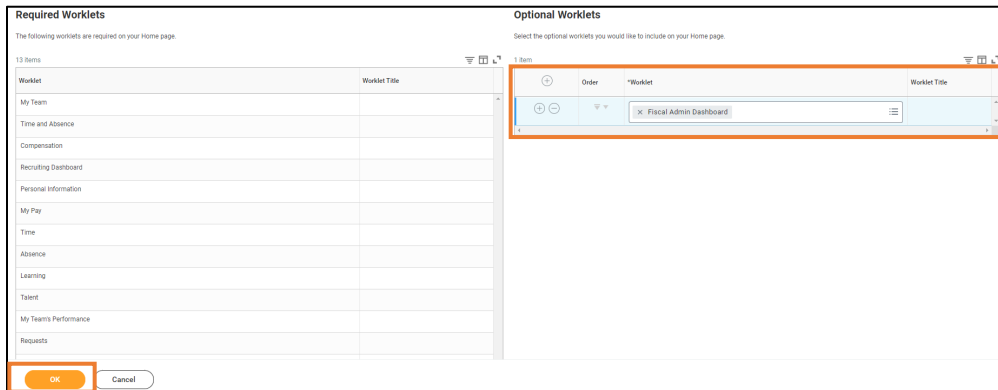 Required Worklets
The following worklets are required on your Home page.
13 items
Worklet Worklet Title
My Team
Time and Absence
Compensation
Recruiting Dashboard
Personal Information
My Pay
Time
Absence
Learning
Talent
My Team's Performance
Requests
OK Cancel
Optional Worklets
Select the optional worklets you would like to include on your Home page.
1 item
Order *Worklet Worklet Title
× Fiscal Admin Dashboard